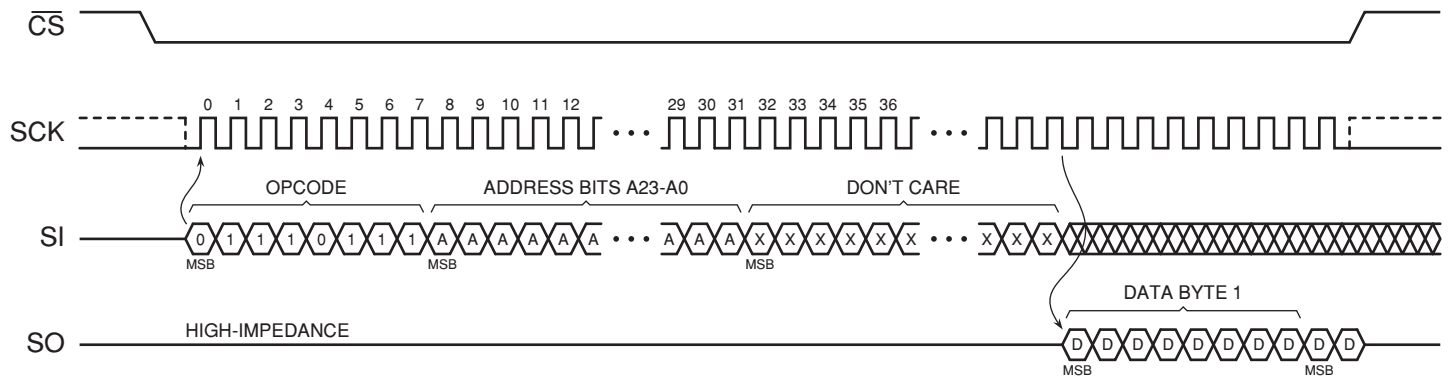 CS
0 1 2 3 4 5 6 7 8 9 10 11 12 29 30 31 32 33 34 35 36
SCK
OPCODE ADDRESS BITS A23-A0 DON'T CARE
SI 0 1 1 1 0 1 1 1 A A A A A A A A A X X X X X X X X X
MSB MSB MSB
DATA BYTE 1
HIGH-IMPEDANCE
SO D D D D D D D D D D
MSB MSB